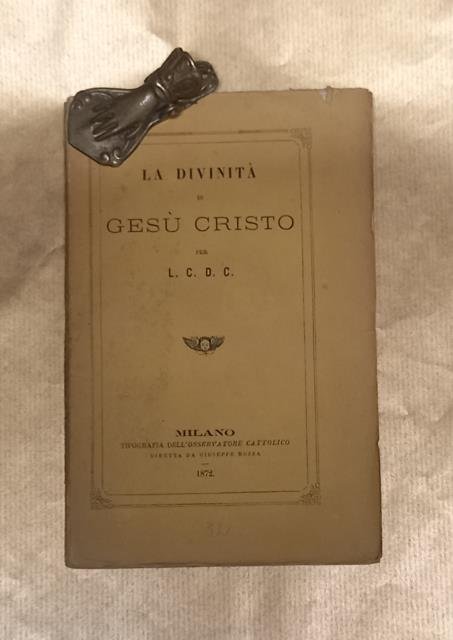 LA DIVINITÀ
DI
GESÙ CRISTO
PER
L. C. D. C.
MILANO
TIPOGRAFIA DELL'OSSERVATORE CATTOLICO
DIRETTA DA GIUSEPPE ROSSA
1872.